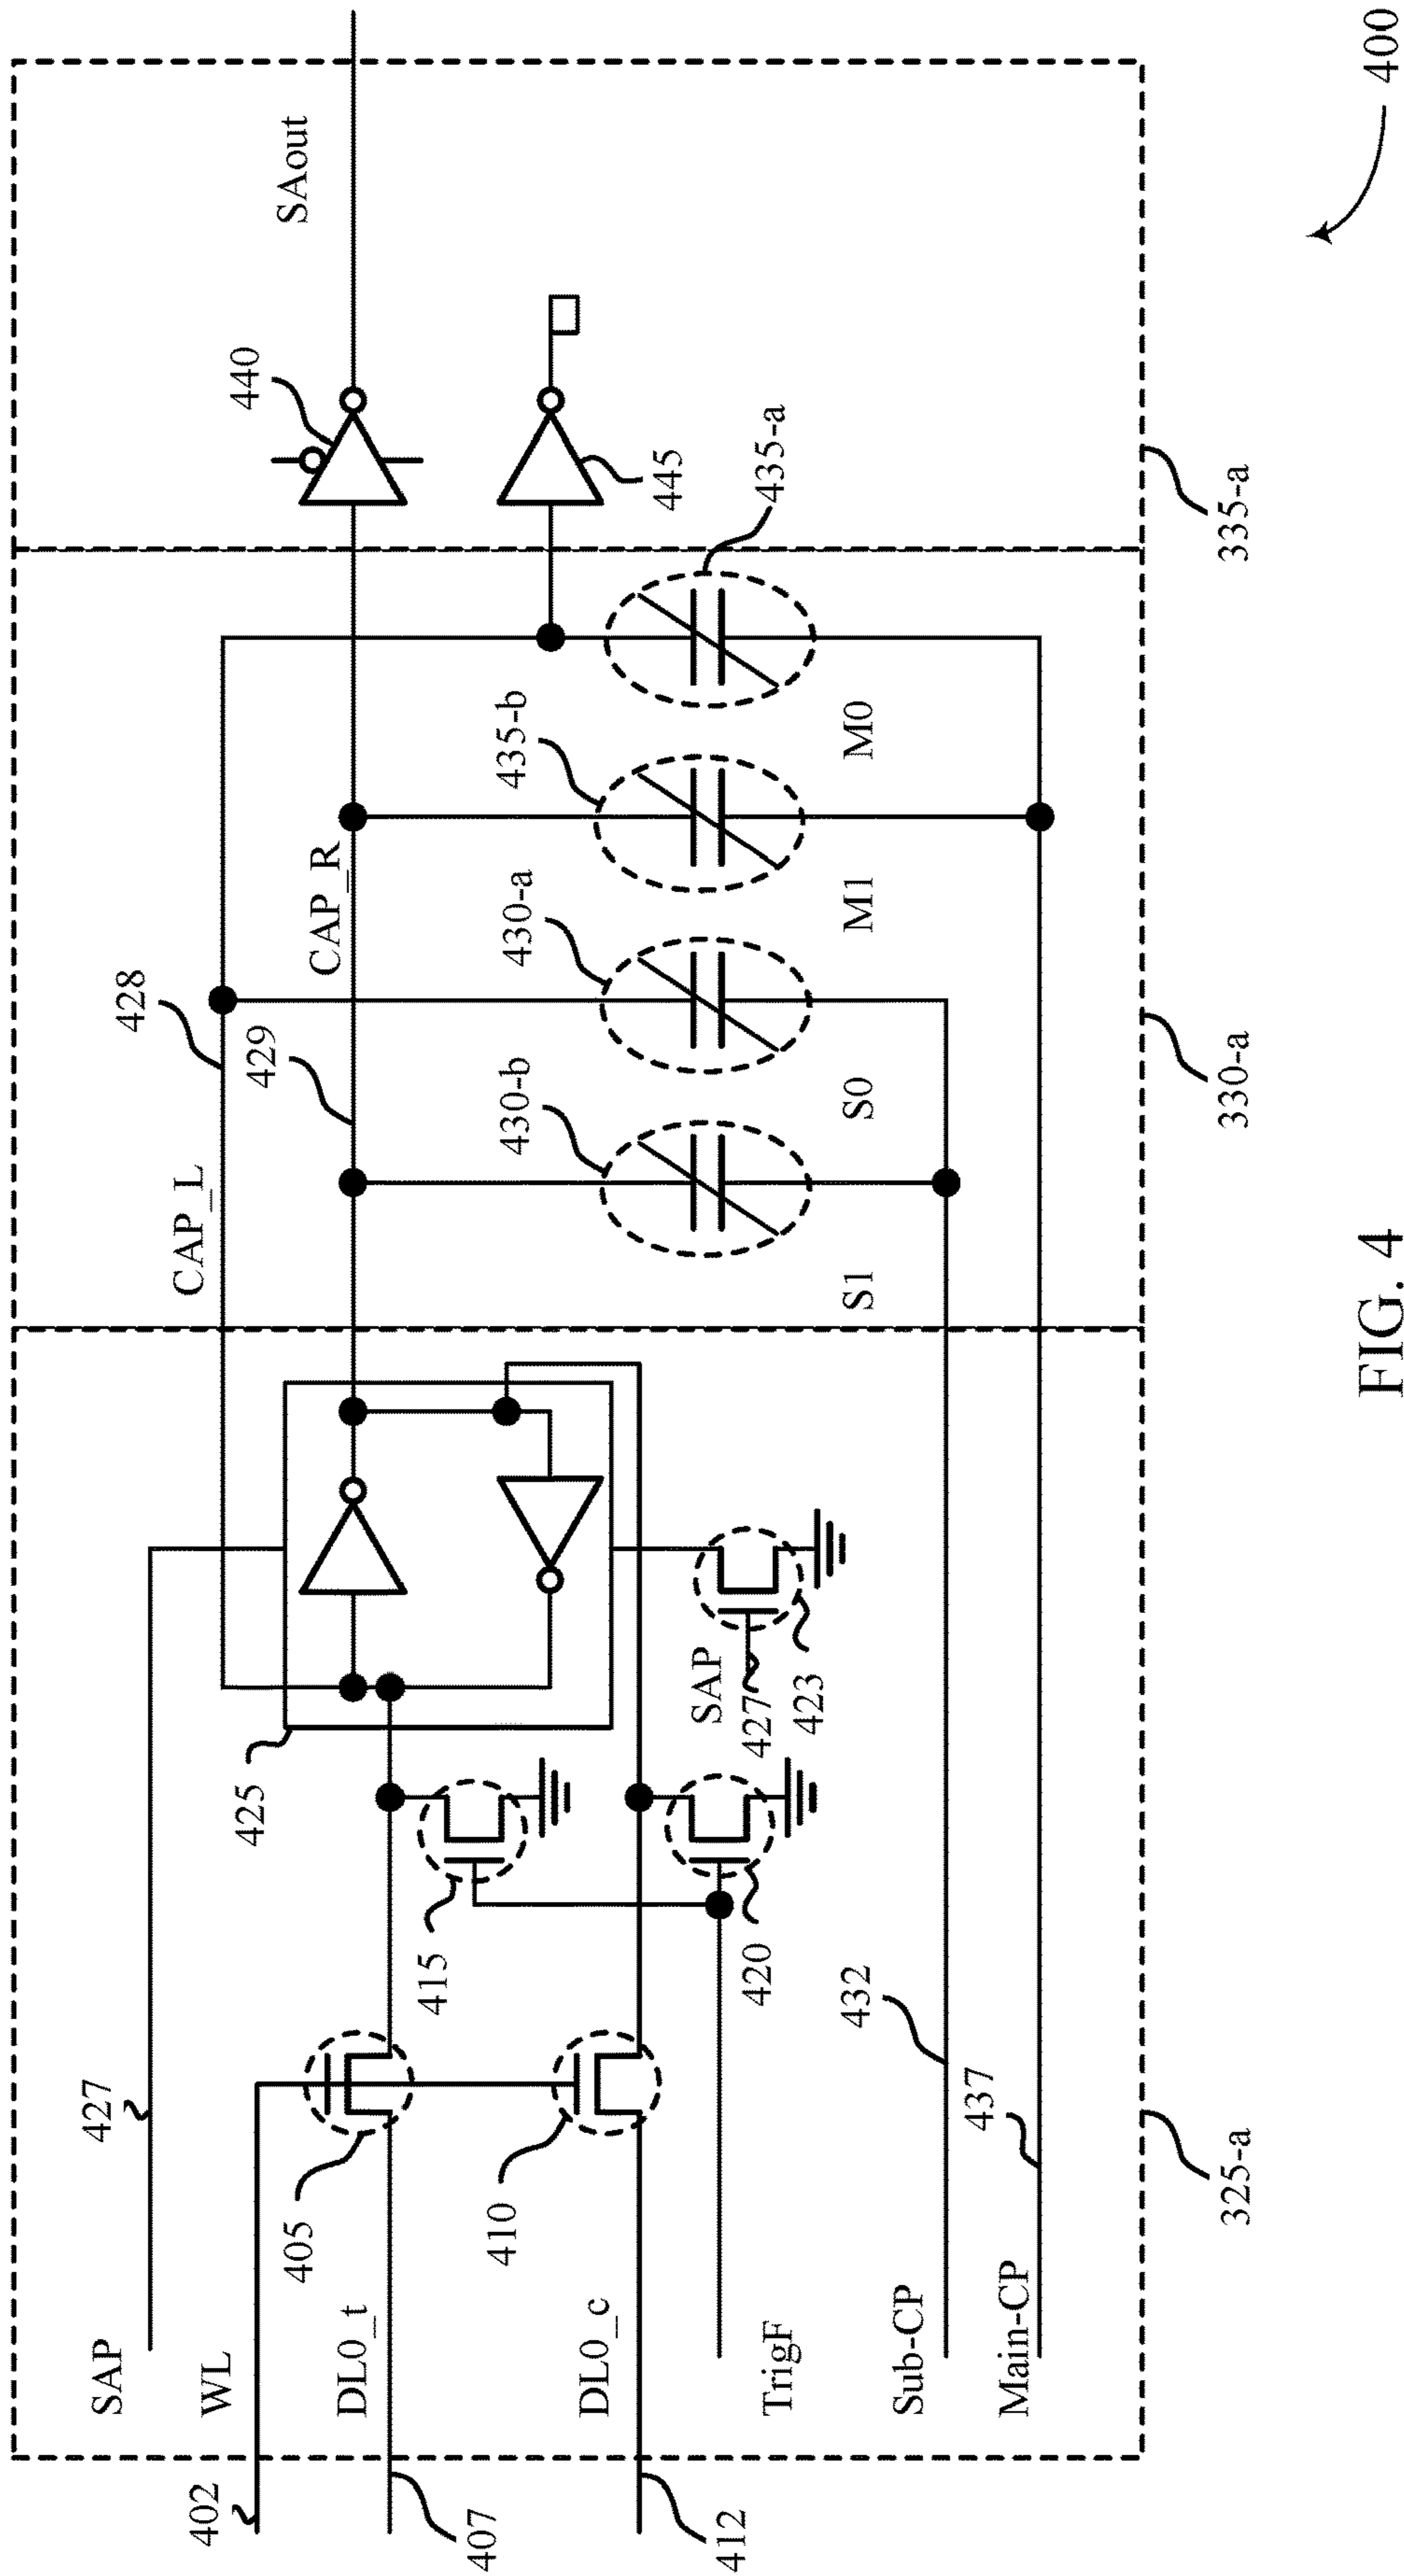 400
SAout
440
445
435-a
335-a
428
CAP_L
CAP_R
429
435-b
M0
430-a
M1
430-b
S0
S1
330-a
SAP
427
425
WL
402
405
DL0_t
407
415
SAP
427
423
410
DL0_c
412
420
TrigF
432
Sub-CP
437
Main-CP
325-a
FIG. 4